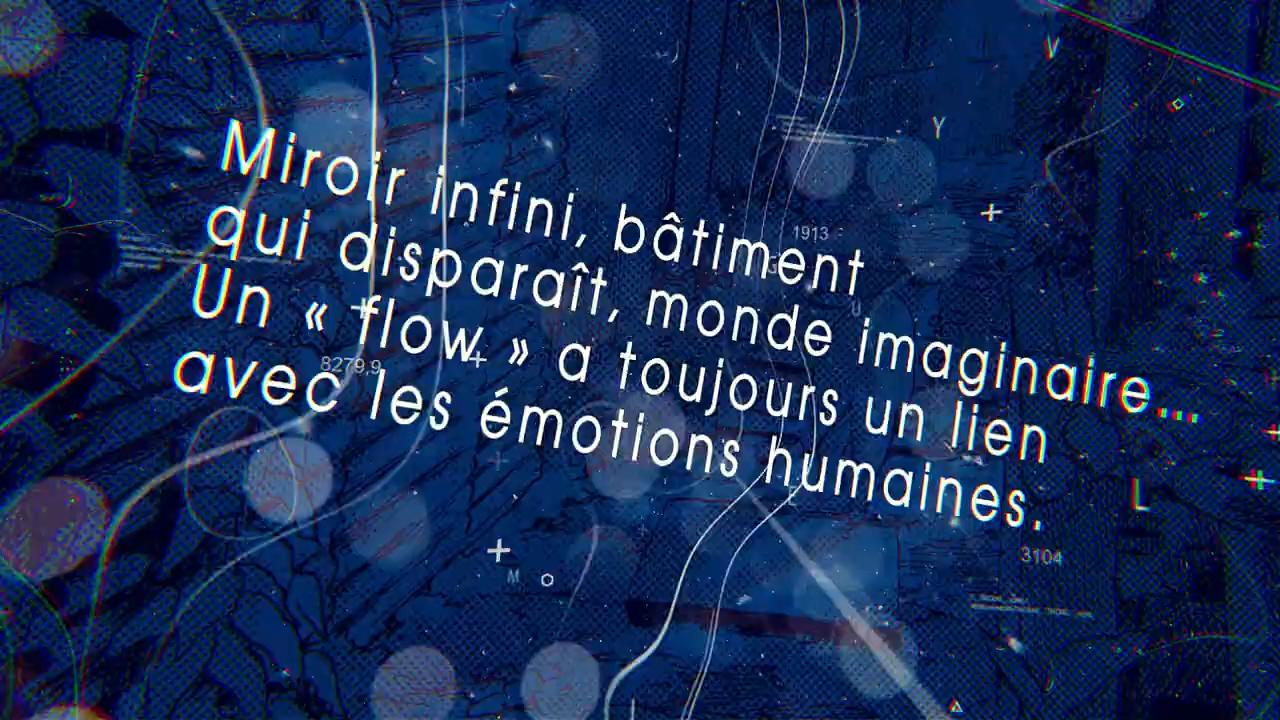 V
Y
Miroir infini, bâtiment
1913
qui disparaît, monde imaginaire...
Un « flow » a toujours un lien
8279,9
avec les émotions humaines.
L
3104
M